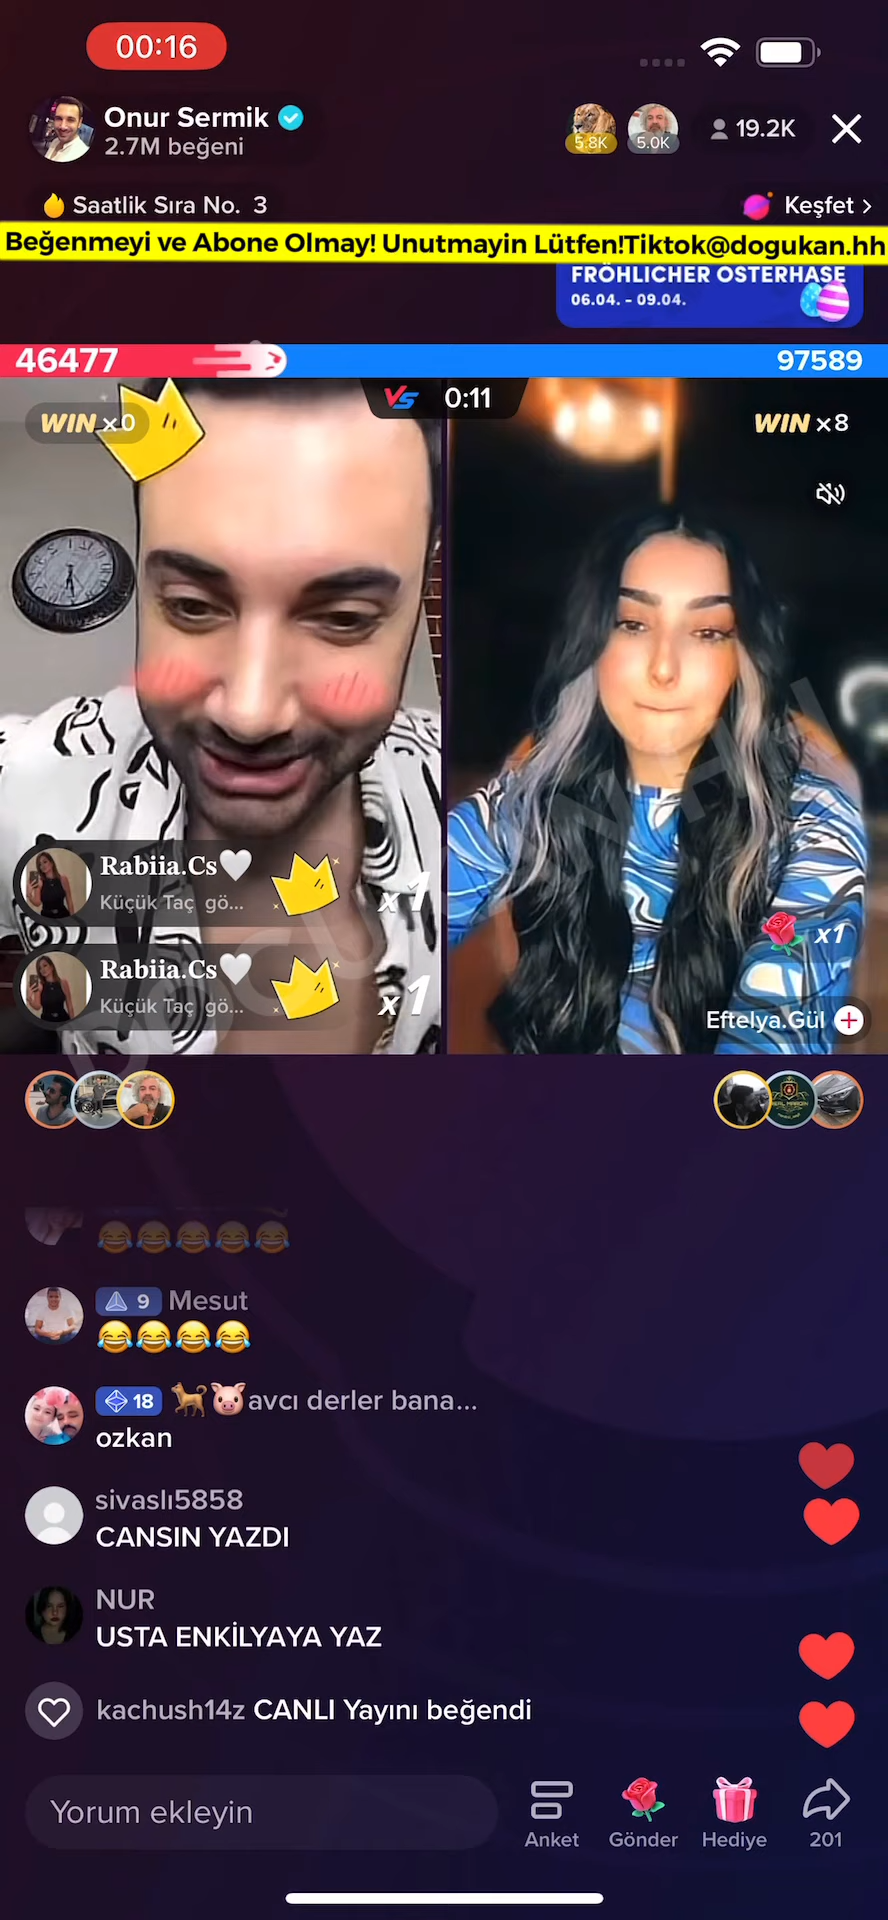 00:16
Onur Sermik
2.7M beğeni
5.8K
5.0K
19.2K
Saatlik Sıra No. 3
Keşfet
Beğenmeyi ve Abone Olmay! Unutmayin Lütfen!Tiktok@dogukan.hh
FRÖHLICHER OSTERHASE
06.04. - 09.04.
46477
97589
VS 0:11
WIN x0
WIN x8
Rabiia.Cs
Küçük Taç gö...
x1
x1
Rabiia.Cs
Küçük Taç gö...
x1
Eftelya.Gül
DOGUKAN HH
9 Mesut
18 avcı derler bana...
ozkan
sivaslı5858
CANSIN YAZDI
NUR
USTA ENKİLYAYA YAZ
kachush14z CANLI Yayını beğendi
Yorum ekleyin
Anket
Gönder
Hediye
201